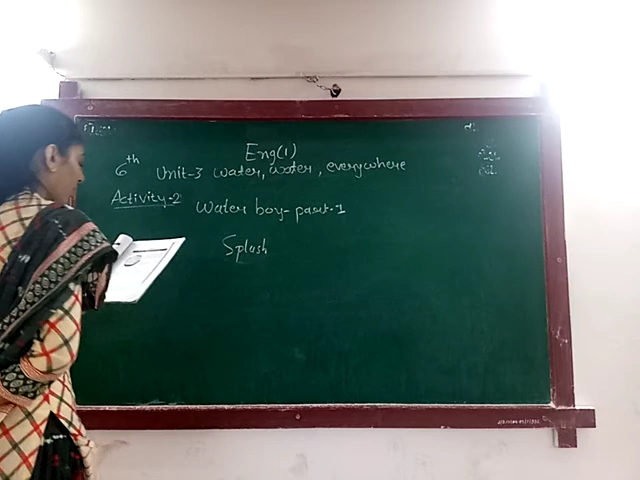 Eng(1)
6th Unit-3 water, water, everywhere
Activity-2 Water boy- part-1
Splash